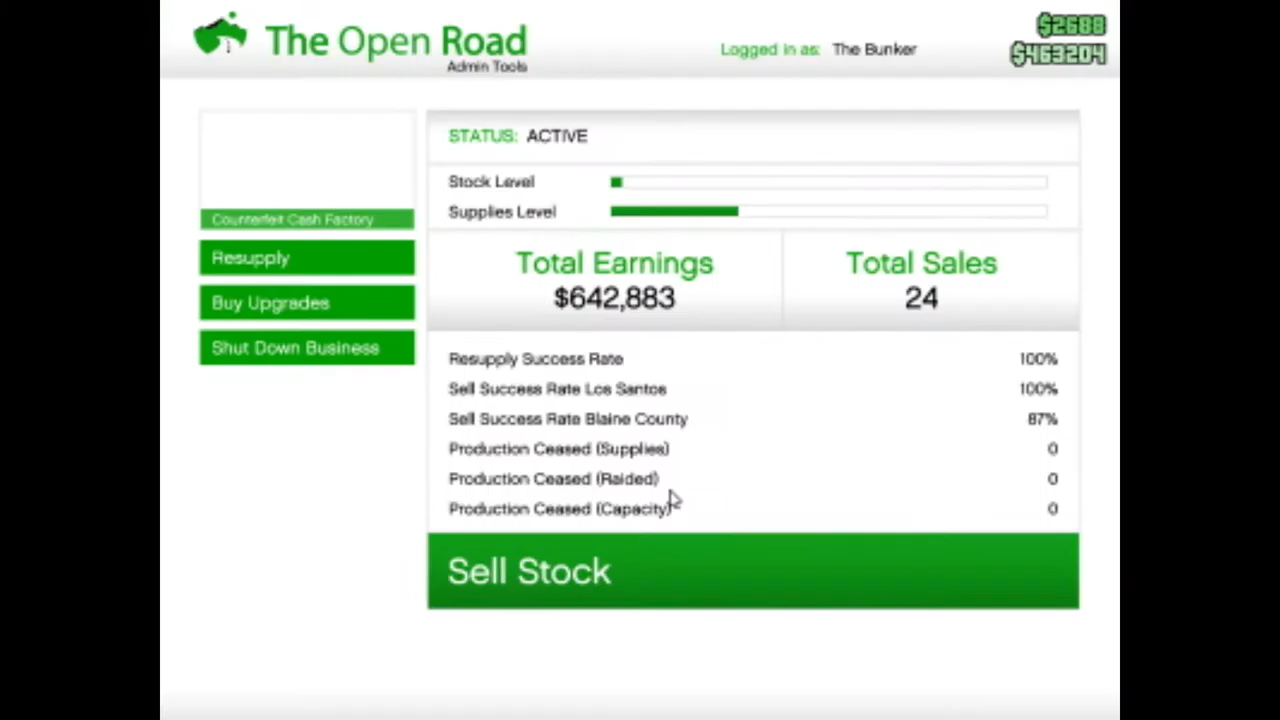 The Open Road
Admin Tools
Logged in as: The Bunker
$2688
$463204
Counterfeit Cash Factory
Resupply
Buy Upgrades
Shut Down Business
STATUS: ACTIVE
Stock Level
Supplies Level
Total Earnings
$642,883
Total Sales
24
Resupply Success Rate 100%
Sell Success Rate Los Santos 100%
Sell Success Rate Blaine County 87%
Production Ceased (Supplies) 0
Production Ceased (Raided) 0
Production Ceased (Capacity) 0
Sell Stock